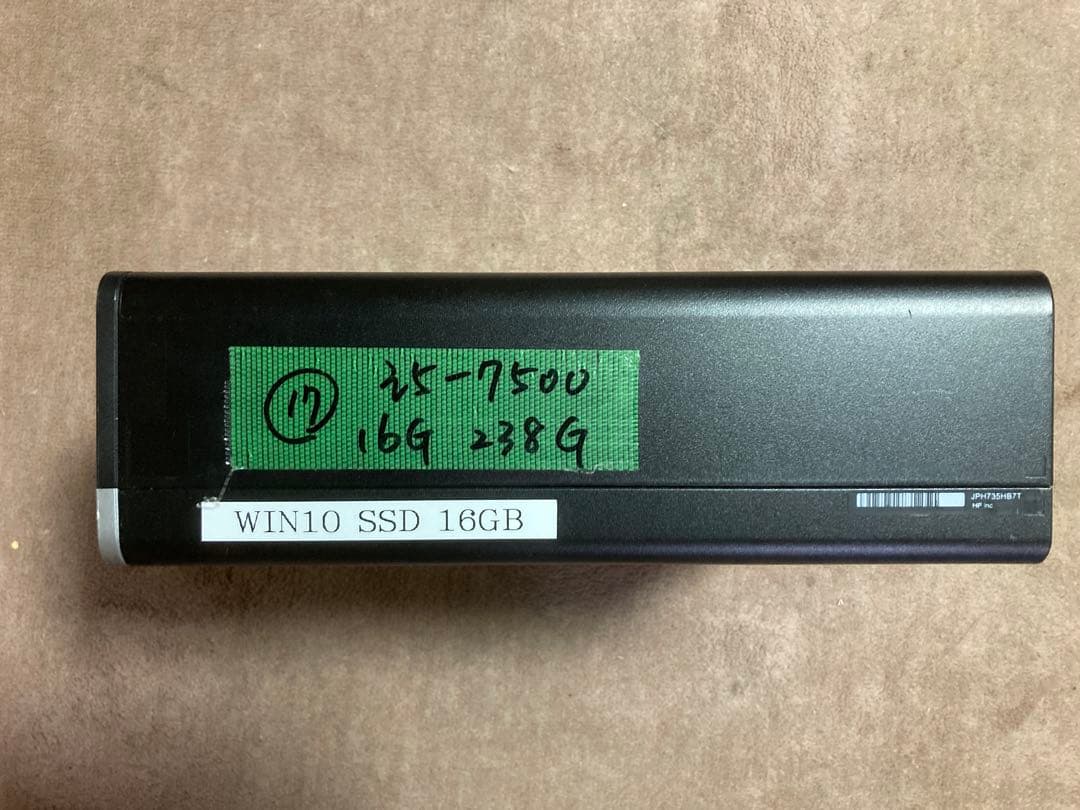 ⑰ i5-7500
16G 238G
WIN10 SSD 16GB
JPH735HB7T
HP Inc